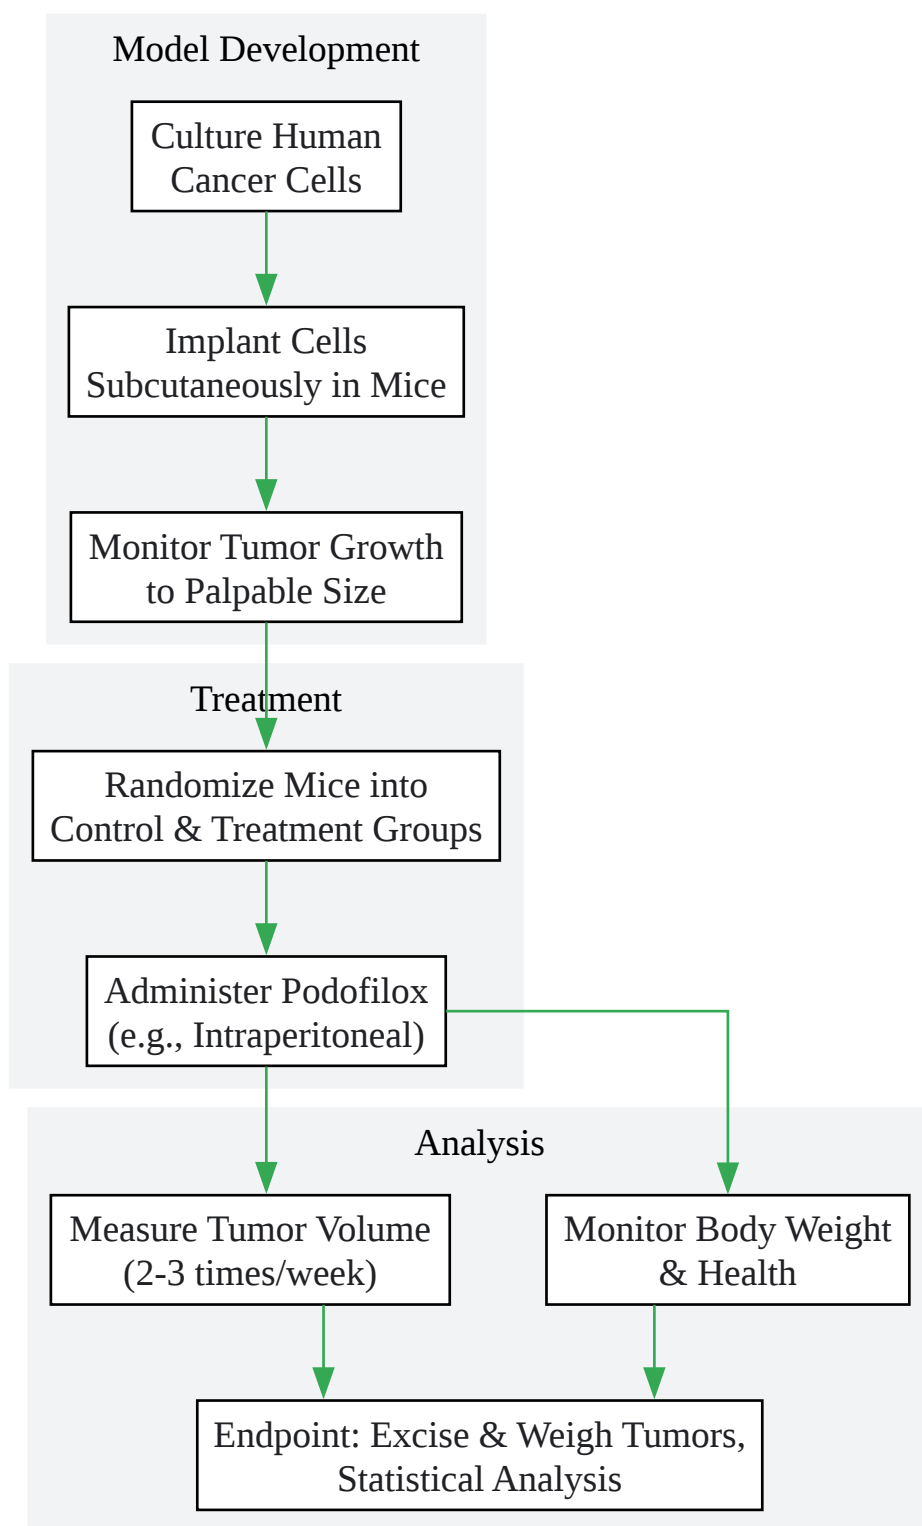 Model Development
Culture Human
Cancer Cells
Implant Cells
Subcutaneously in Mice
Monitor Tumor Growth
to Palpable Size
Treatment
Randomize Mice into
Control & Treatment Groups
Administer Podofilox
(e.g., Intraperitoneal)
Analysis
Measure Tumor Volume
(2-3 times/week)
Monitor Body Weight
& Health
Endpoint: Excise & Weigh Tumors,
Statistical Analysis